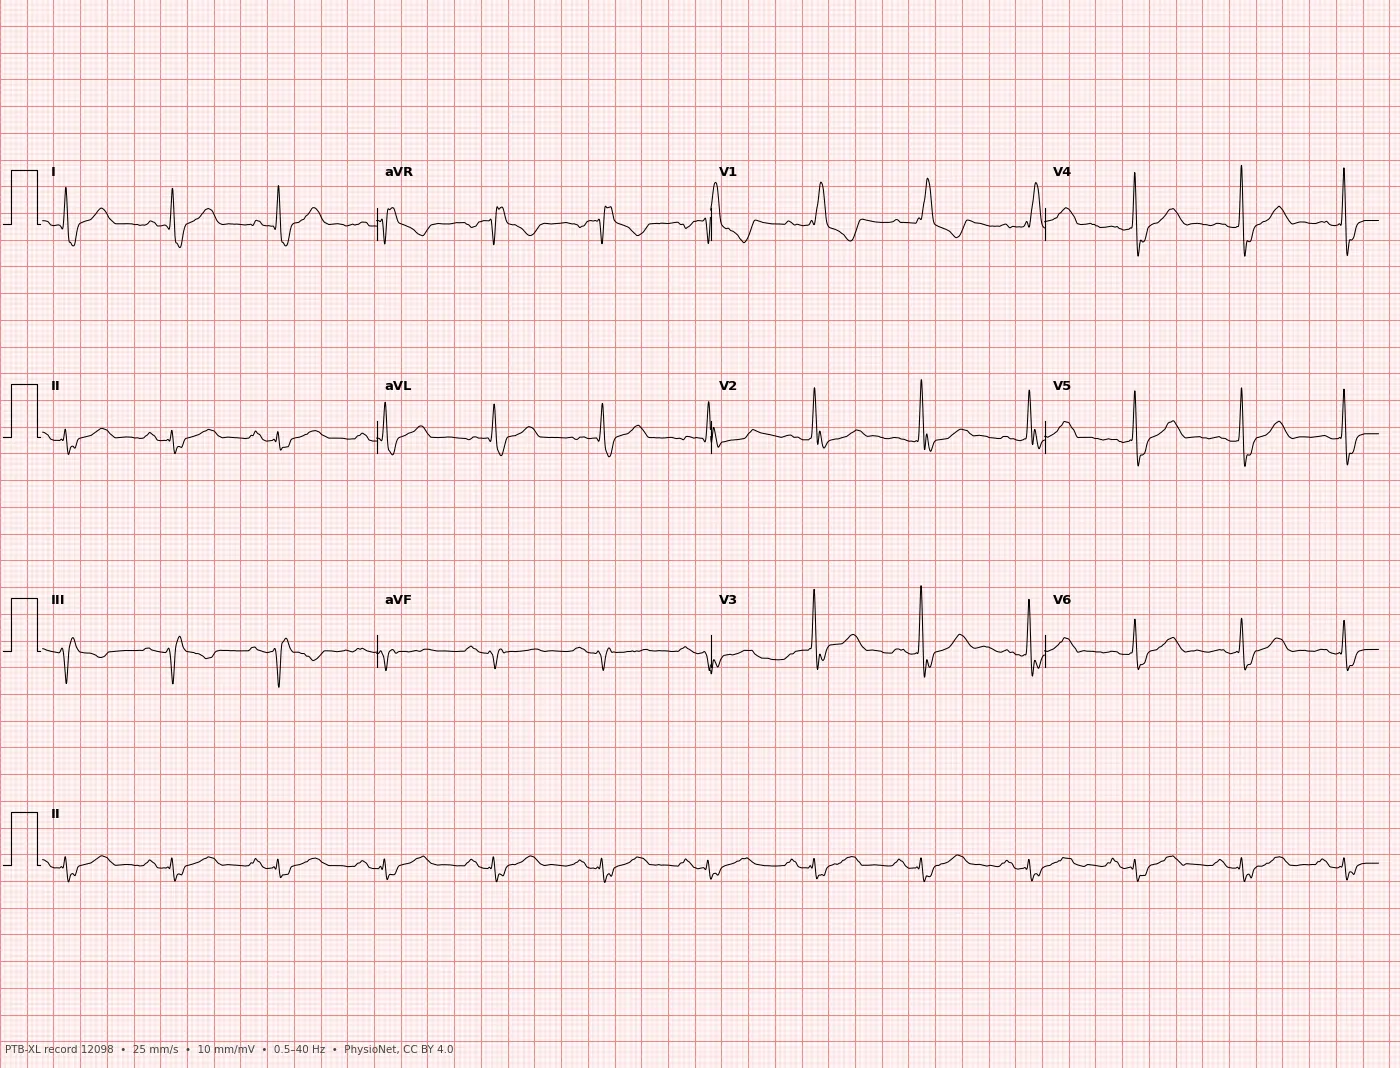 I aVR V1 V4
II aVL V2 V5
III aVF V3 V6
II
PTB-XL record 12098 • 25 mm/s • 10 mm/mV • 0.5–40 Hz • PhysioNet, CC BY 4.0